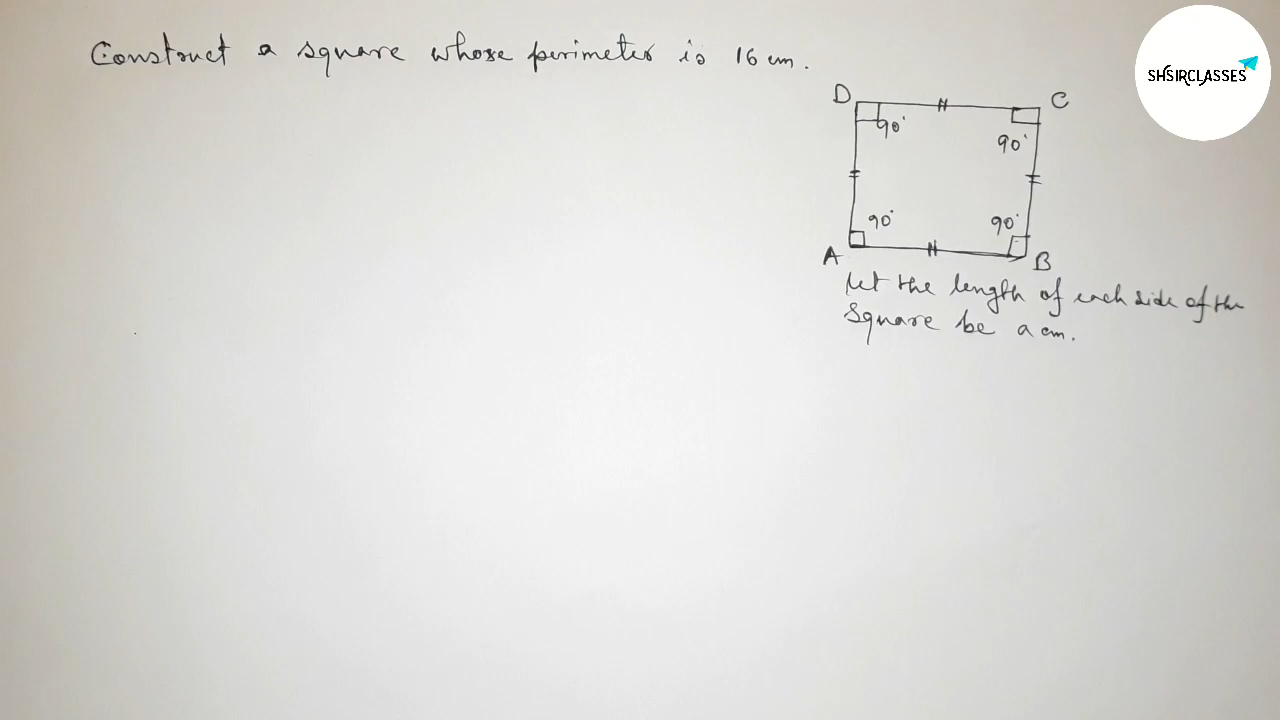 Construct a square whose perimeter is 16 cm.
SHSIRCLASSES
D
C
90°
90°
90°
90°
A
B
let the length of each side of the
square be a cm.